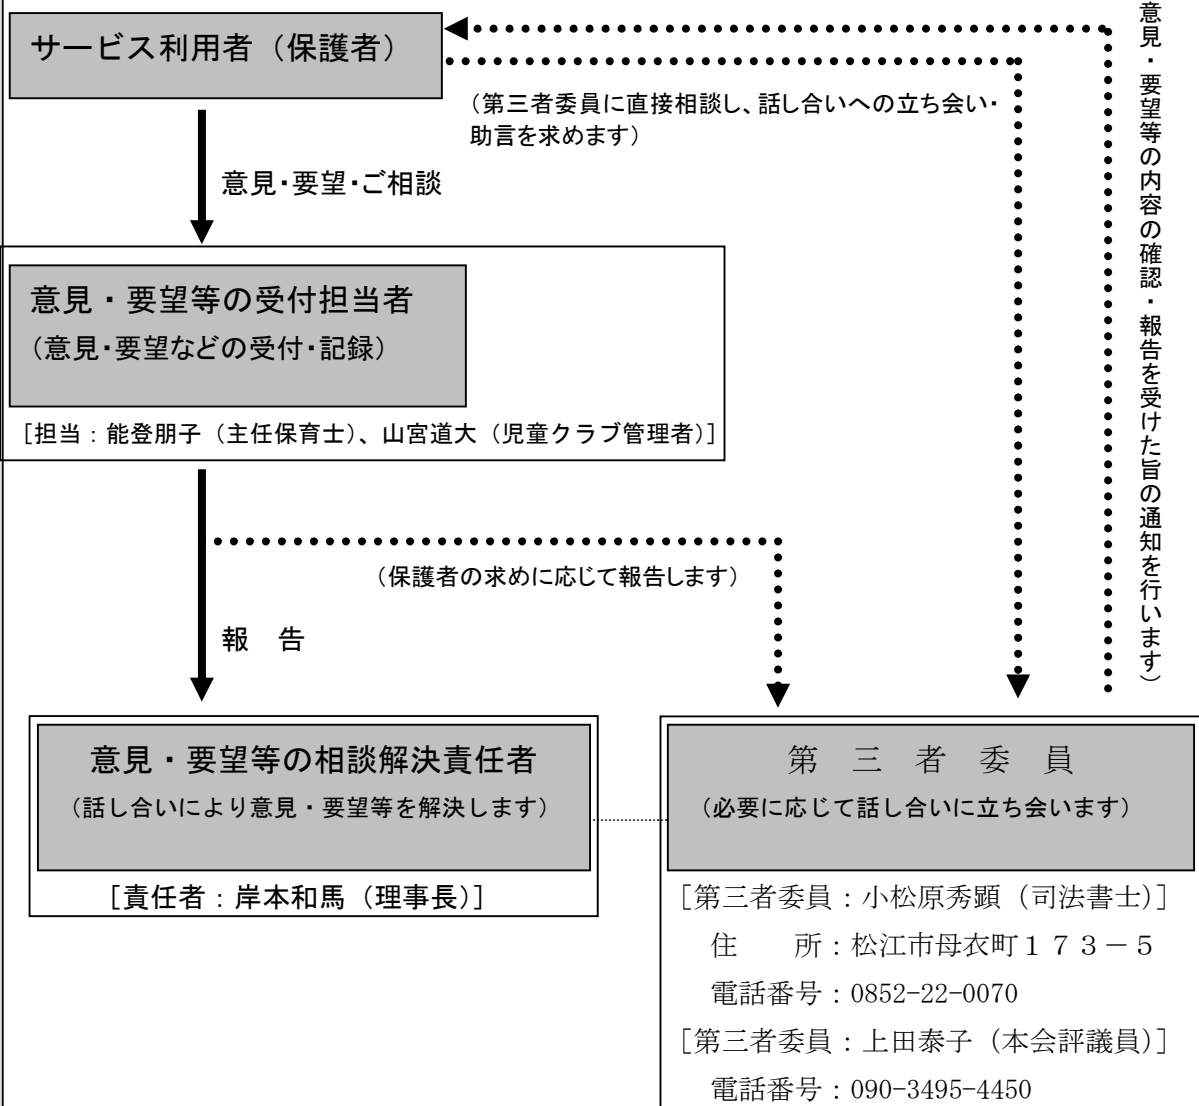 サービス利用者（保護者）
（第三者委員に直接相談し、話し合いへの立ち会い・
助言を求めます）
意見・要望・ご相談
意見・要望等の内容の確認・報告を受けた旨の通知を行います）
意見・要望等の受付担当者
（意見・要望などの受付・記録）
［担当：能登朋子（主任保育士）、山宮道大（児童クラブ管理者）］
（保護者の求めに応じて報告します）
報　告
意見・要望等の相談解決責任者
（話し合いにより意見・要望等を解決します）
［責任者：岸本和馬（理事長）］
第　三　者　委　員
（必要に応じて話し合いに立ち会います）
［第三者委員：小松原秀顕（司法書士）］
住　　所：松江市母衣町１７３－５
電話番号：0852-22-0070
［第三者委員：上田泰子（本会評議員）］
電話番号：090-3495-4450